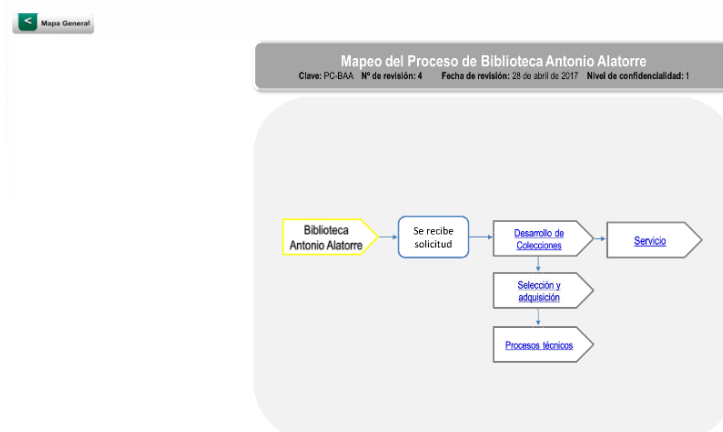 Mapa General
Mapeo del Proceso de Biblioteca Antonio Alatorre
Clave: PC-BAA Nº de revisión: 4 Fecha de revisión: 28 de abril de 2017 Nivel de confidencialidad: 1
Biblioteca
Antonio Alatorre
Se recibe
solicitud
Desarrollo de
Colecciones
Servicio
Selección y
adquisición
Procesos técnicos